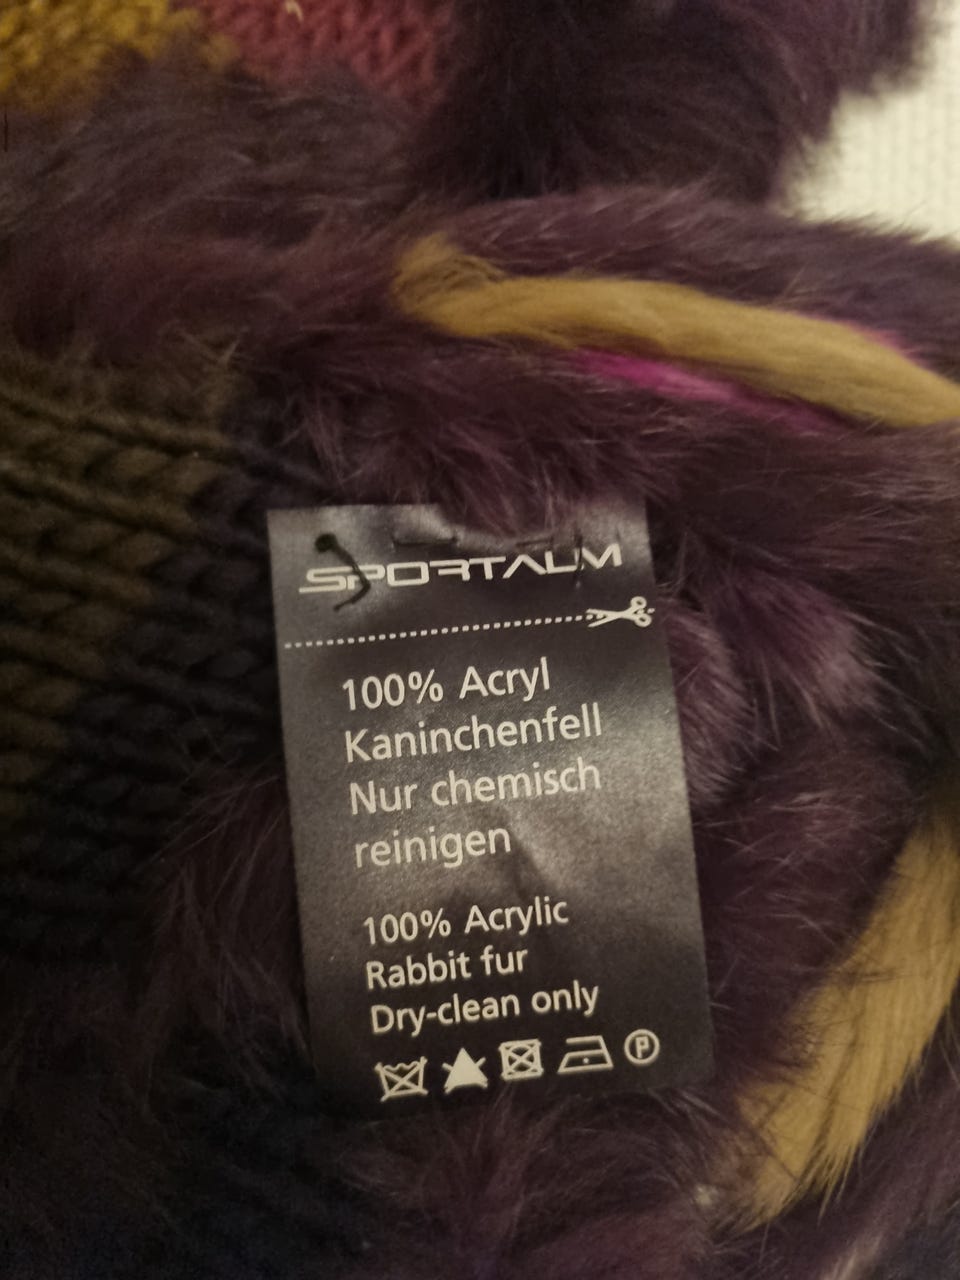 SPORTALM
100% Acryl
Kaninchenfell
Nur chemisch
reinigen
100% Acrylic
Rabbit fur
Dry-clean only
P